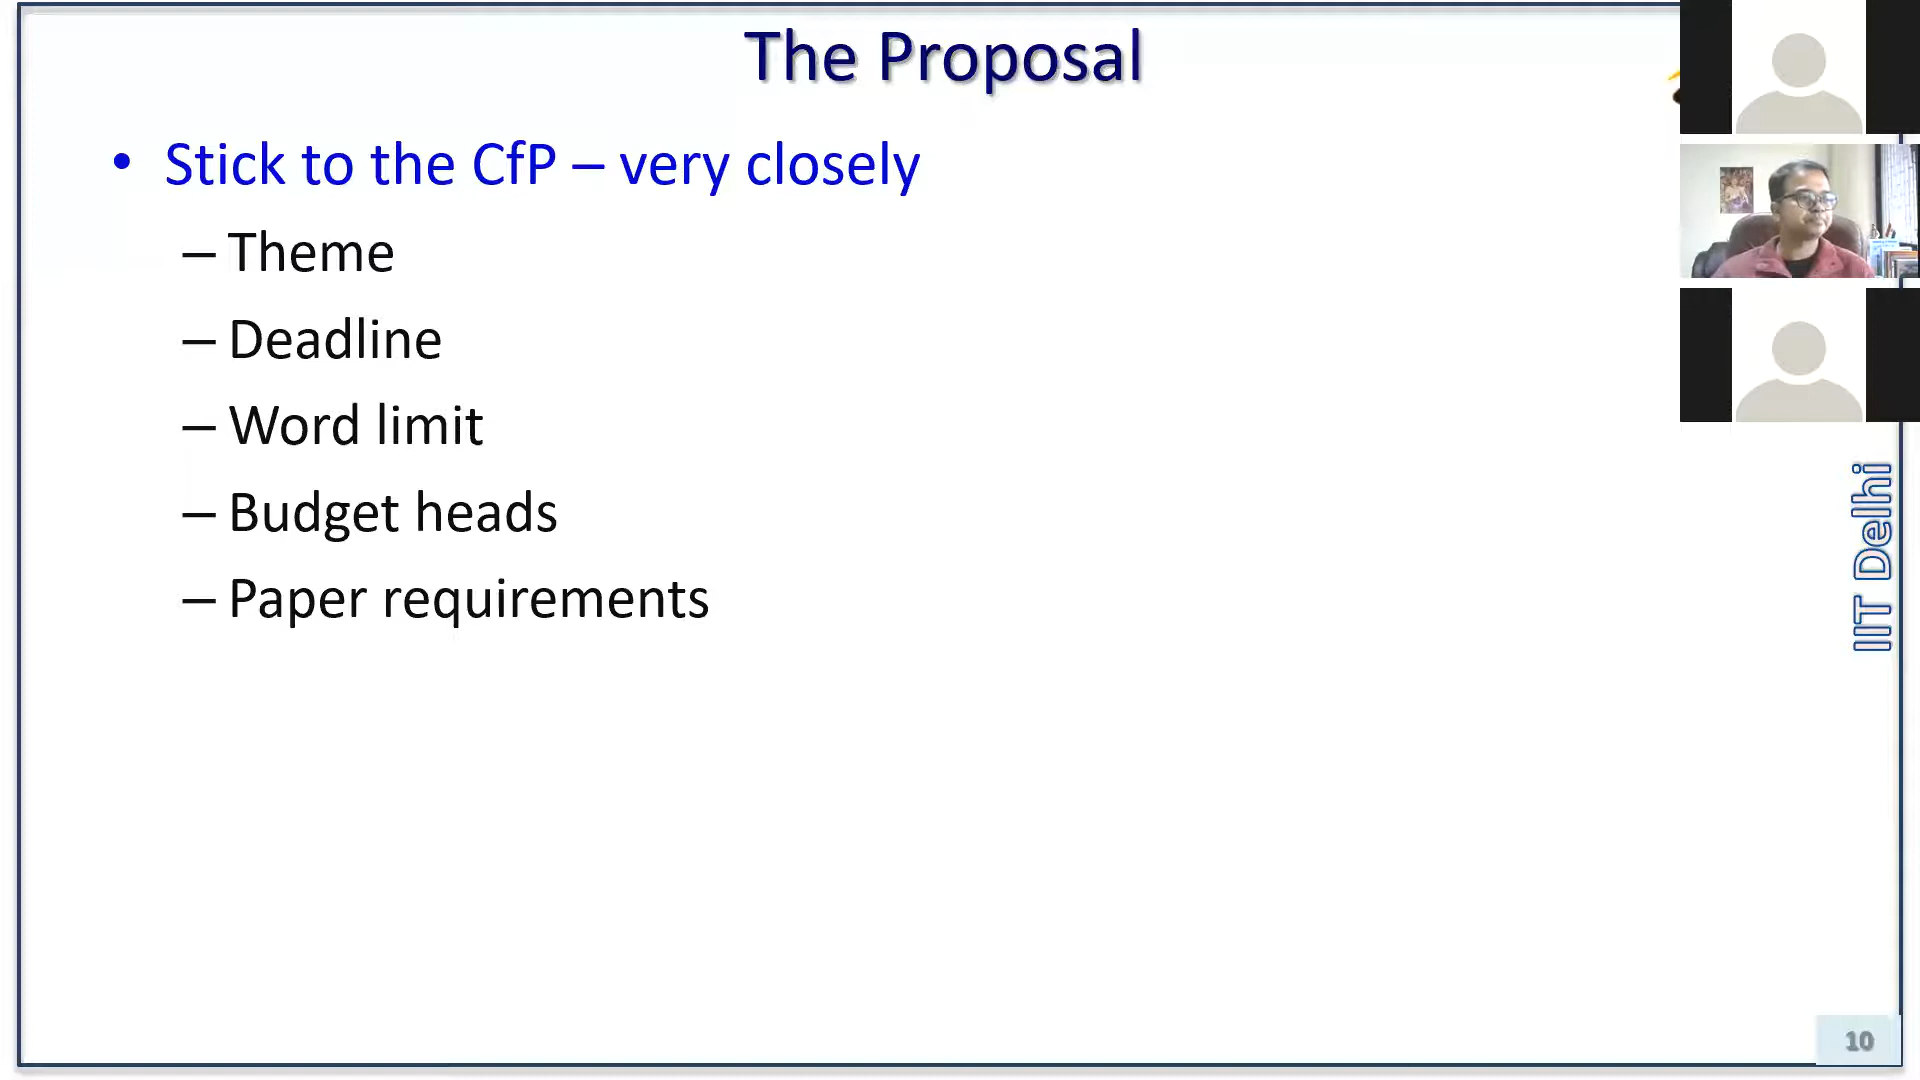 The Proposal
• Stick to the CfP – very closely
– Theme
– Deadline
– Word limit
– Budget heads
– Paper requirements
IIT Delhi
10